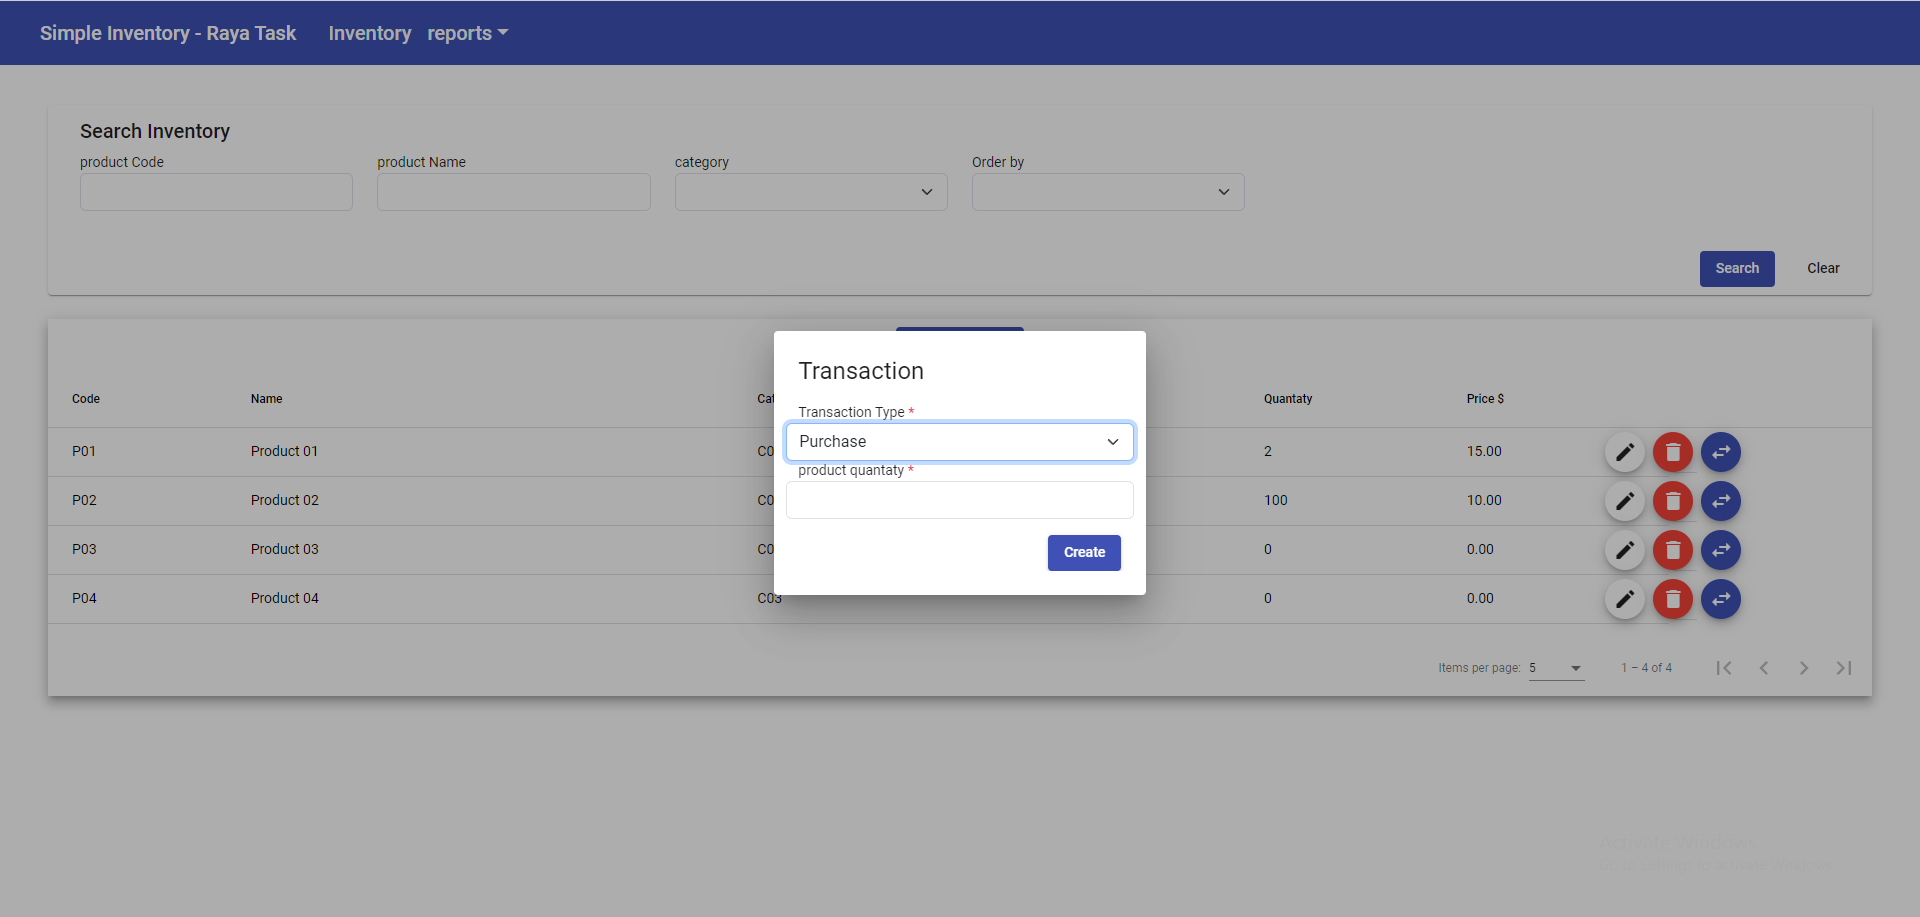 Simple Inventory - Raya Task Inventory reports
Search Inventory
product Code product Name category Order by
Search Clear
Transaction
Transaction Type *
Purchase
product quantaty *
Create
Code Name Cat Quantaty Price $
P01 Product 01 C0 2 15.00
P02 Product 02 C0 100 10.00
P03 Product 03 C0 0 0.00
P04 Product 04 C03 0 0.00
Items per page: 5 1 – 4 of 4
Activate Windows